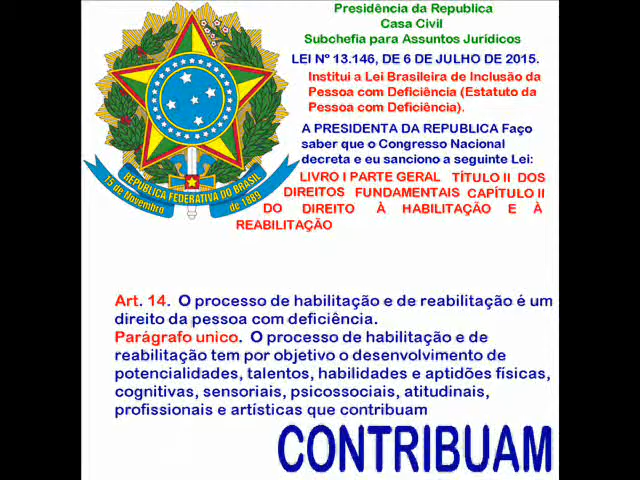 Presidência da Republica
Casa Civil
Subchefia para Assuntos Jurídicos
LEI Nº 13.146, DE 6 DE JULHO DE 2015.
Institui a Lei Brasileira de Inclusão da
Pessoa com Deficiência (Estatuto da
Pessoa com Deficiência).
A PRESIDENTA DA REPUBLICA Faço
saber que o Congresso Nacional
decreta e eu sanciono a seguinte Lei:
LIVRO I PARTE GERAL TÍTULO II DOS
DIREITOS FUNDAMENTAIS CAPÍTULO II
DO DIREITO À HABILITAÇÃO E À
REABILITAÇÃO
REPÚBLICA FEDERATIVA DO BRASIL
15 de Novembro de 1889
Art. 14. O processo de habilitação e de reabilitação é um
direito da pessoa com deficiência.
Parágrafo unico. O processo de habilitação e de
reabilitação tem por objetivo o desenvolvimento de
potencialidades, talentos, habilidades e aptidões físicas,
cognitivas, sensoriais, psicossociais, atitudinais,
profissionais e artísticas que contribuam
CONTRIBUAM